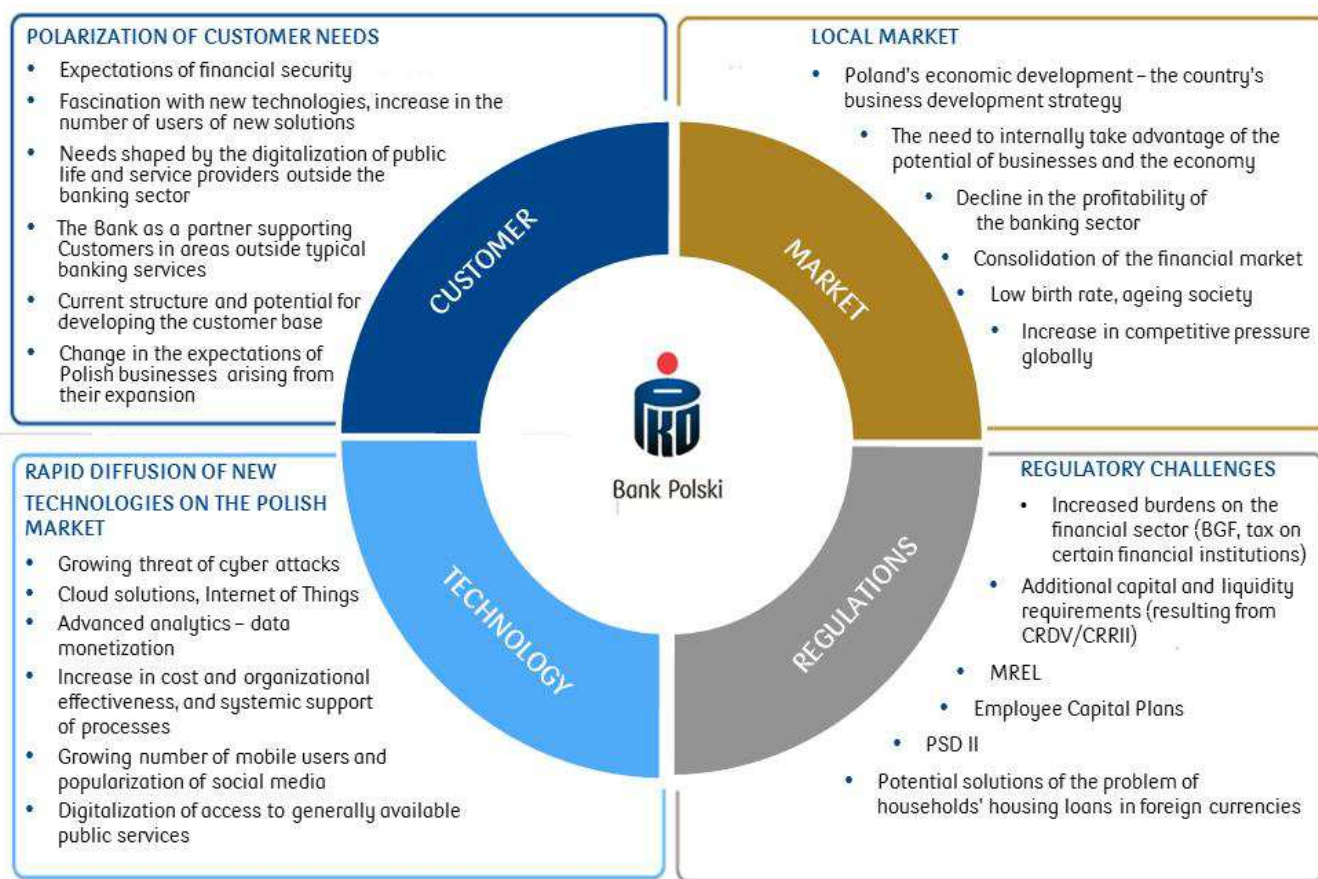 POLARIZATION OF CUSTOMER NEEDS
• Expectations of financial security
• Fascination with new technologies, increase in the
number of users of new solutions
• Needs shaped by the digitalization of public
life and service providers outside the
banking sector
• The Bank as a partner supporting
Customers in areas outside typical
banking services
• Current structure and potential for
developing the customer base
• Change in the expectations of
Polish businesses arising from
their expansion
LOCAL MARKET
• Poland's economic development – the country's
business development strategy
• The need to internally take advantage of the
potential of businesses and the economy
• Decline in the profitability of
the banking sector
• Consolidation of the financial market
• Low birth rate, ageing society
• Increase in competitive pressure
globally
CUSTOMER
MARKET
PKO
Bank Polski
TECHNOLOGY
REGULATIONS
RAPID DIFFUSION OF NEW
TECHNOLOGIES ON THE POLISH
MARKET
• Growing threat of cyber attacks
• Cloud solutions, Internet of Things
• Advanced analytics – data
monetization
• Increase in cost and organizational
effectiveness, and systemic support
of processes
• Growing number of mobile users and
popularization of social media
• Digitalization of access to generally available
public services
REGULATORY CHALLENGES
• Increased burdens on the
financial sector (BGF, tax on
certain financial institutions)
• Additional capital and liquidity
requirements (resulting from
CRDV/CRRII)
• MREL
• Employee Capital Plans
• PSD II
• Potential solutions of the problem of
households' housing loans in foreign currencies